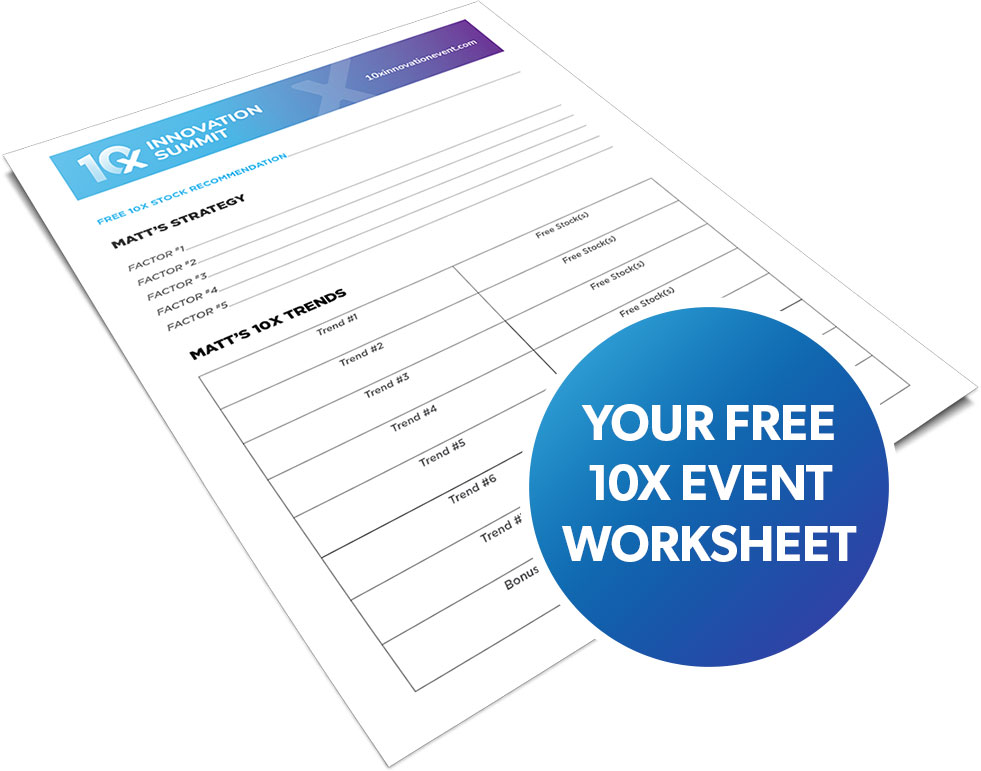 10x INNOVATION
SUMMIT
10xinnovationevent.com
FREE 10X STOCK RECOMMENDATION
MATT'S STRATEGY
FACTOR #1
FACTOR #2
FACTOR #3
FACTOR #4
FACTOR #5
MATT'S 10X TRENDS
Trend #1
Free Stock(s)
Trend #2
Free Stock(s)
Trend #3
Free Stock(s)
Trend #4
Free Stock(s)
Trend #5
Trend #6
Trend #
Bonus
YOUR FREE
10X EVENT
WORKSHEET